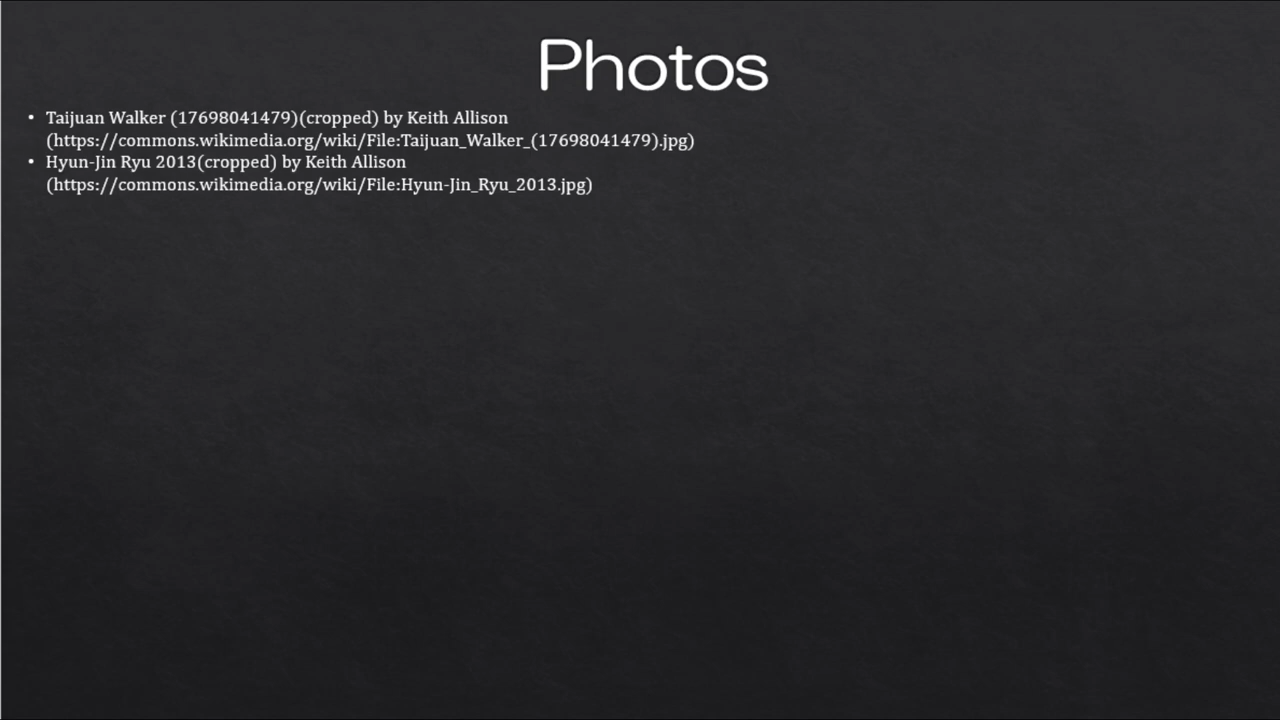 Photos
• Taijuan Walker (17698041479)(cropped) by Keith Allison
(https://commons.wikimedia.org/wiki/File:Taijuan_Walker_(17698041479).jpg)
• Hyun-Jin Ryu 2013(cropped) by Keith Allison
(https://commons.wikimedia.org/wiki/File:Hyun-Jin_Ryu_2013.jpg)